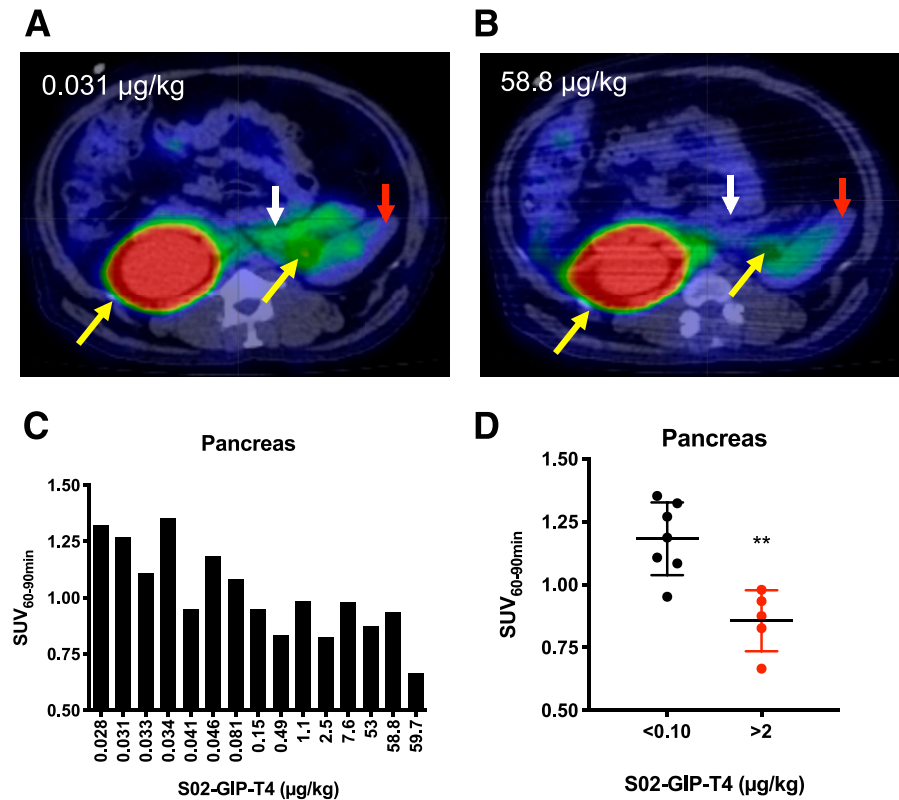 A
0.031 µg/kg
B
58.8 µg/kg
C
Pancreas
SUV60-90min
1.50
1.25
1.00
0.75
0.50
0.028
0.031
0.033
0.034
0.041
0.046
0.081
0.15
0.49
1.1
2.5
7.6
53
58.8
59.7
S02-GIP-T4 (µg/kg)
D
Pancreas
SUV60-90min
1.50
1.25
1.00
0.75
0.50
**
<0.10
>2
S02-GIP-T4 (µg/kg)